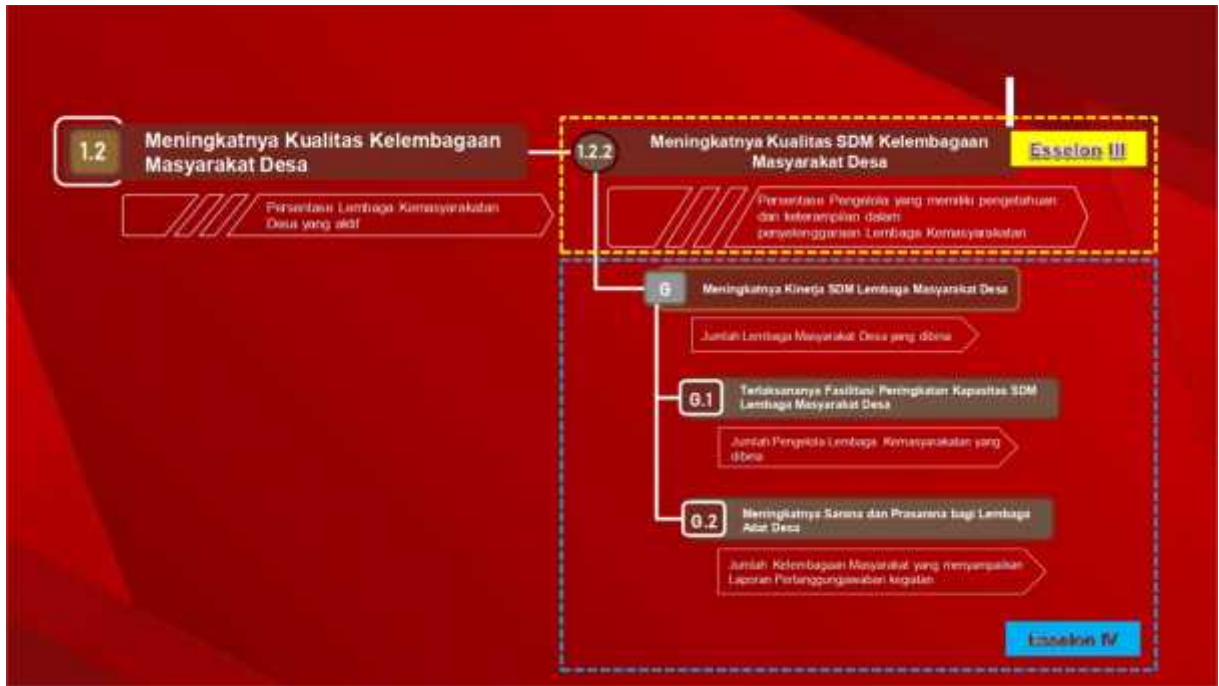 1.2
Meningkatnya Kualitas Kelembagaan
Masyarakat Desa
Persentase Lembaga Kemasyarakatan
Desa yang aktif
1.2.2
Meningkatnya Kualitas SDM Kelembagaan
Masyarakat Desa
Esselon III
Persentase Pengelola yang memiliki pengetahuan
dan keterampilan dalam
penyelenggaraan Lembaga Kemasyarakatan
G
Meningkatnya Kinerja SDM Lembaga Masyarakat Desa
Jumlah Lembaga Masyarakat Desa yang dibina
G.1
Terlaksananya Fasilitasi Peningkatan Kapasitas SDM
Lembaga Masyarakat Desa
Jumlah Pengelola Lembaga Kemasyarakatan yang
dibina
G.2
Meningkatnya Sarana dan Prasarana bagi Lembaga
Adat Desa
Jumlah Kelembagaan Masyarakat yang menyampaikan
Laporan Pertanggungjawaban kegiatan
Esselon IV